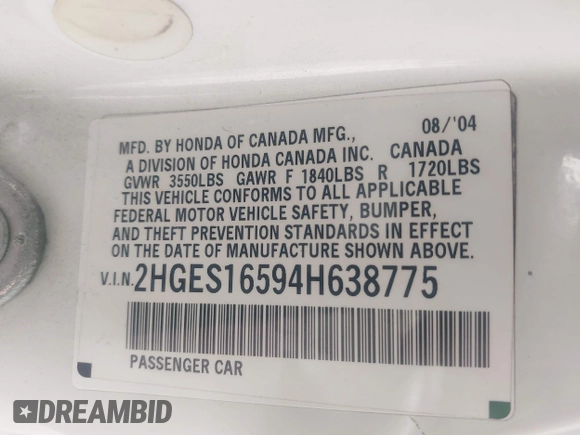 MFD. BY HONDA OF CANADA MFG., 08/'04
A DIVISION OF HONDA CANADA INC. CANADA
GVWR 3550LBS GAWR F 1840LBS R 1720LBS
THIS VEHICLE CONFORMS TO ALL APPLICABLE
FEDERAL MOTOR VEHICLE SAFETY, BUMPER,
AND THEFT PREVENTION STANDARDS IN EFFECT
ON THE DATE OF MANUFACTURE SHOWN ABOVE.
V.I.N. 2HGES16594H638775
PASSENGER CAR
DREAMBID